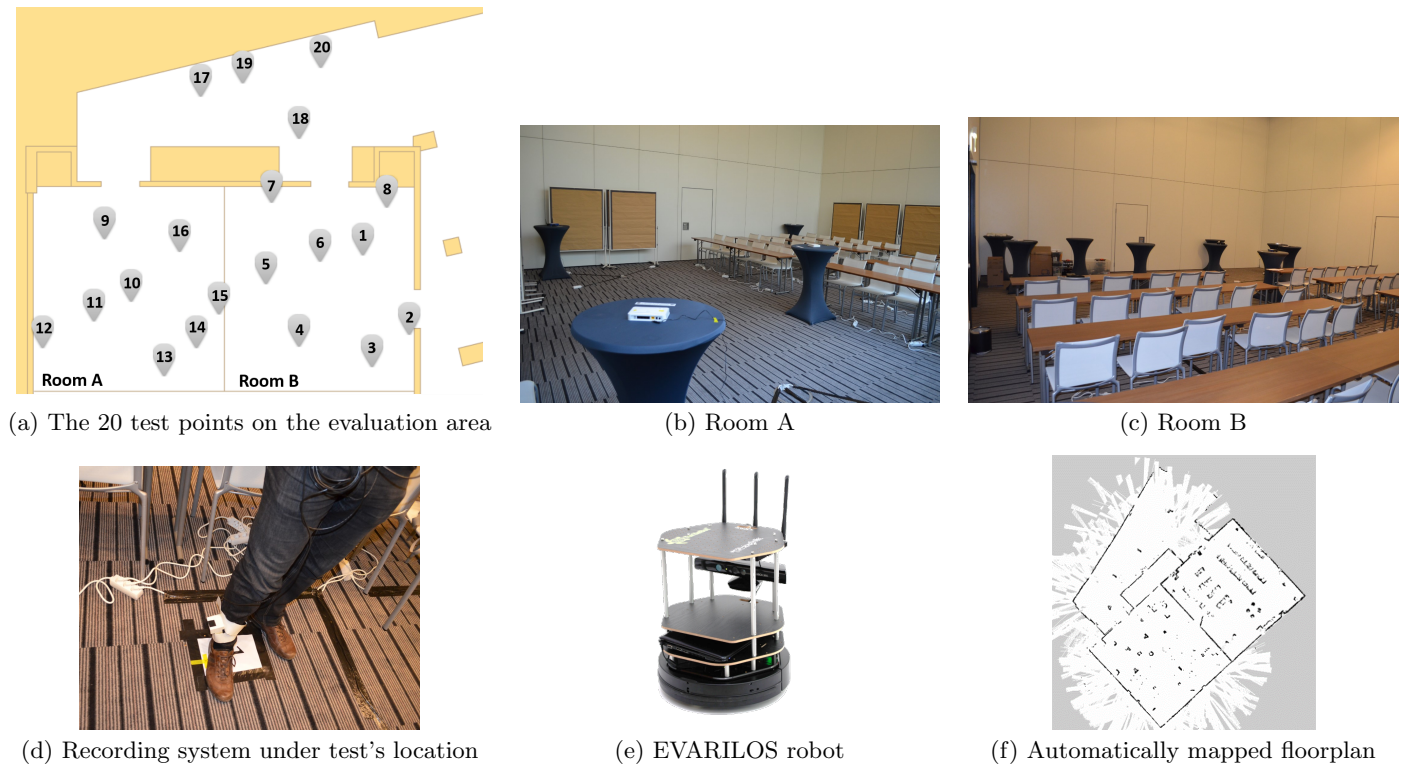 20
19
17
18
7
8
9
16
1
6
5
10
15
11
2
12
14
4
3
13
Room A
Room B
(a) The 20 test points on the evaluation area
(b) Room A
(c) Room B
(d) Recording system under test's location
(e) EVARILOS robot
(f) Automatically mapped floorplan